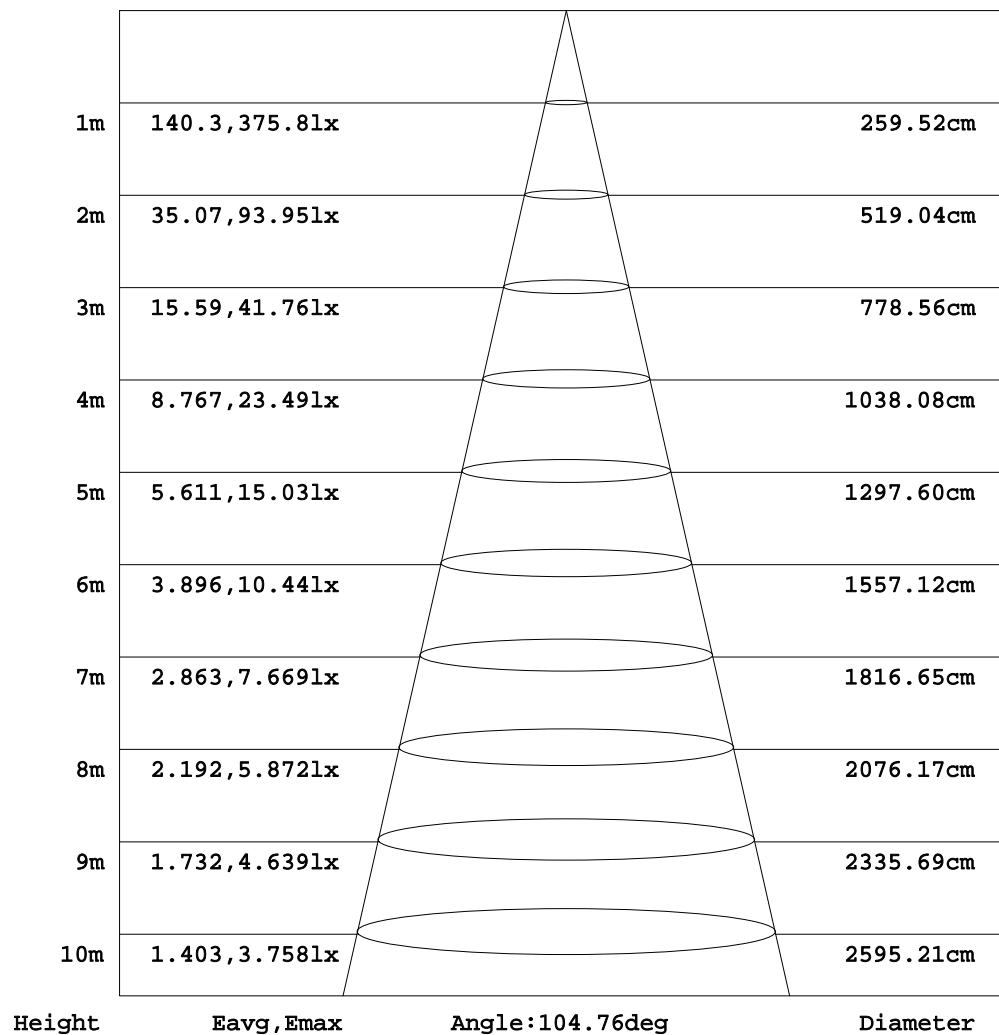 1m 140.3,375.8lx 259.52cm
2m 35.07,93.95lx 519.04cm
3m 15.59,41.76lx 778.56cm
4m 8.767,23.49lx 1038.08cm
5m 5.611,15.03lx 1297.60cm
6m 3.896,10.44lx 1557.12cm
7m 2.863,7.669lx 1816.65cm
8m 2.192,5.872lx 2076.17cm
9m 1.732,4.639lx 2335.69cm
10m 1.403,3.758lx 2595.21cm
Height Eavg,Emax Angle:104.76deg Diameter